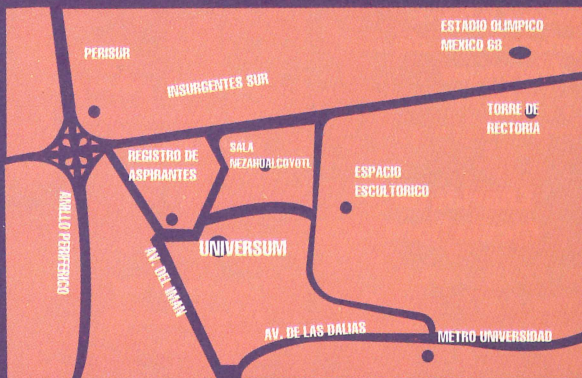 ESTADIO OLIMPICO
MEXICO 68
PERISUR
INSURGENTES SUR
TORRE DE
RECTORIA
REGISTRO DE
ASPIRANTES
SALA
NEZAHUALCOYOTL
ESPACIO
ESCULTORICO
ANILLO PERIFERICO
UNIVERSUM
AV. DEL IMAN
AV. DE LAS DALIAS
METRO UNIVERSIDAD